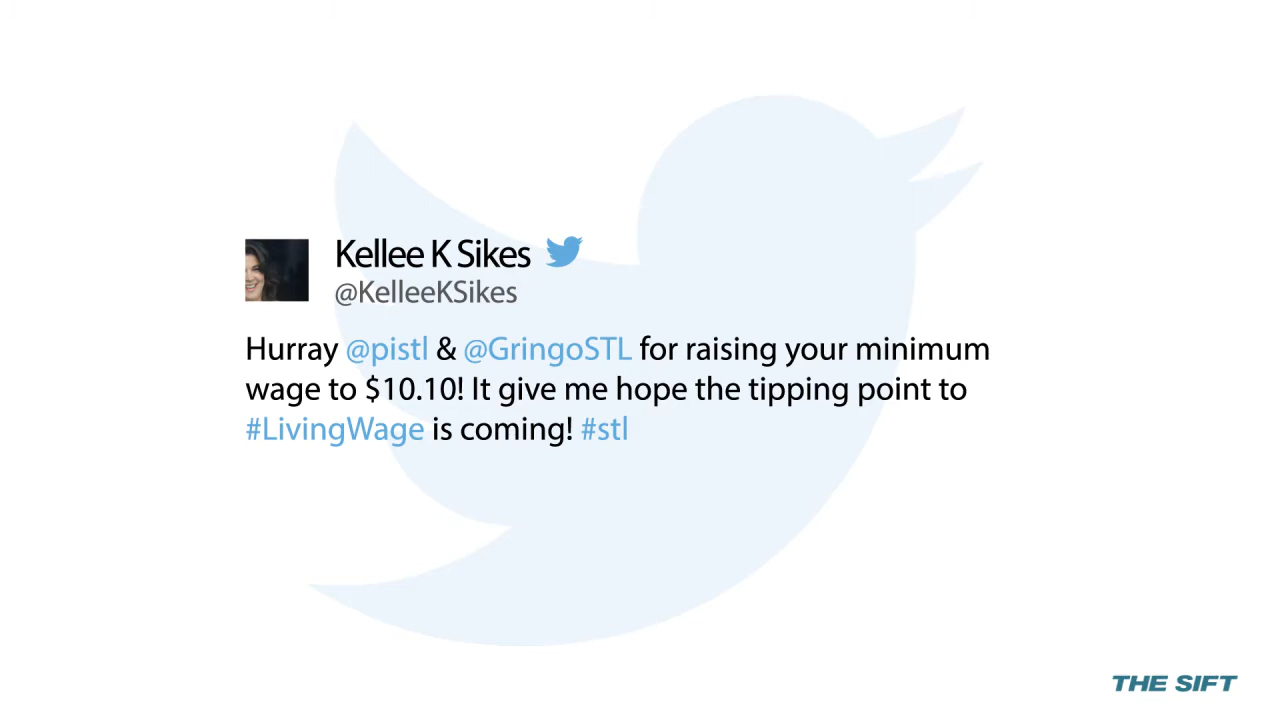 Kellee K Sikes
@KelleeKSikes
Hurray @pistl & @GringoSTL for raising your minimum
wage to $10.10! It give me hope the tipping point to
#LivingWage is coming! #stl
THE SIFT